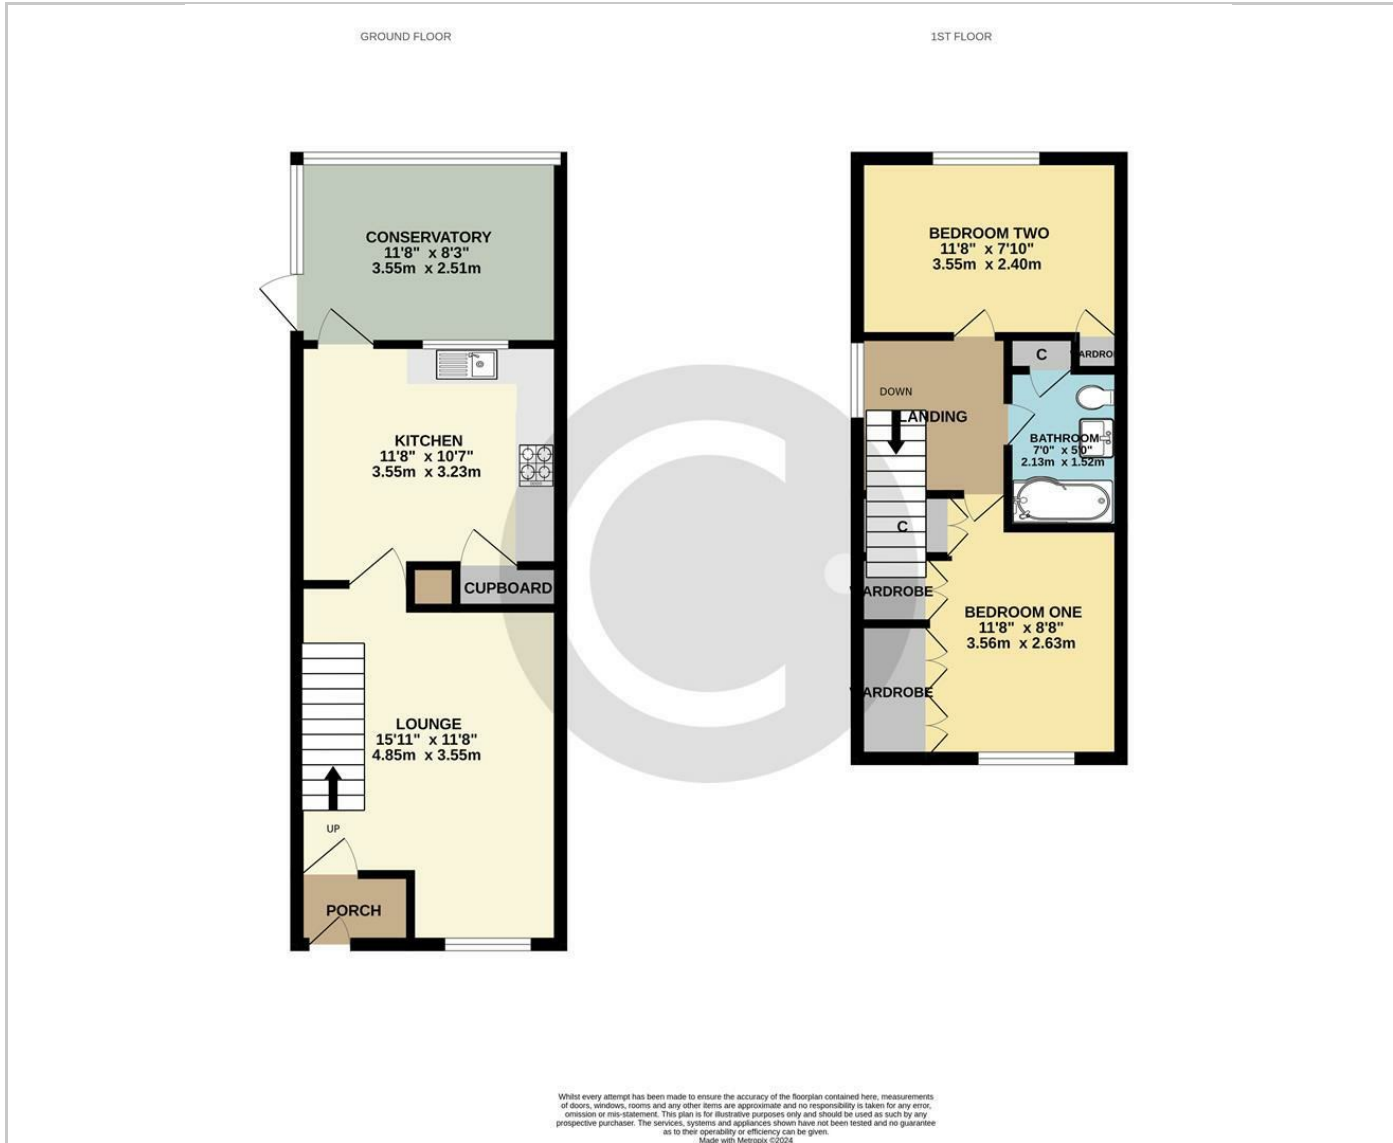 GROUND FLOOR
1ST FLOOR
CONSERVATORY
11'8" x 8'3"
3.55m x 2.51m
KITCHEN
11'8" x 10'7"
3.55m x 3.23m
CUPBOARD
LOUNGE
15'11" x 11'8"
4.85m x 3.55m
UP
PORCH
BEDROOM TWO
11'8" x 7'10"
3.55m x 2.40m
C
WARDROBE
DOWN
LANDING
BATHROOM
7'0" x 5'0"
2.13m x 1.52m
C
WARDROBE
BEDROOM ONE
11'8" x 8'8"
3.56m x 2.63m
WARDROBE
Whilst every attempt has been made to ensure the accuracy of the floorplan contained here, measurements
of doors, windows, rooms and any other items are approximate and no responsibility is taken for any error,
omission or mis-statement. This plan is for illustrative purposes only and should be used as such by any
prospective purchaser. The services, systems and appliances shown have not been tested and no guarantee
as to their operability or efficiency can be given.
Made with Metropix ©2024